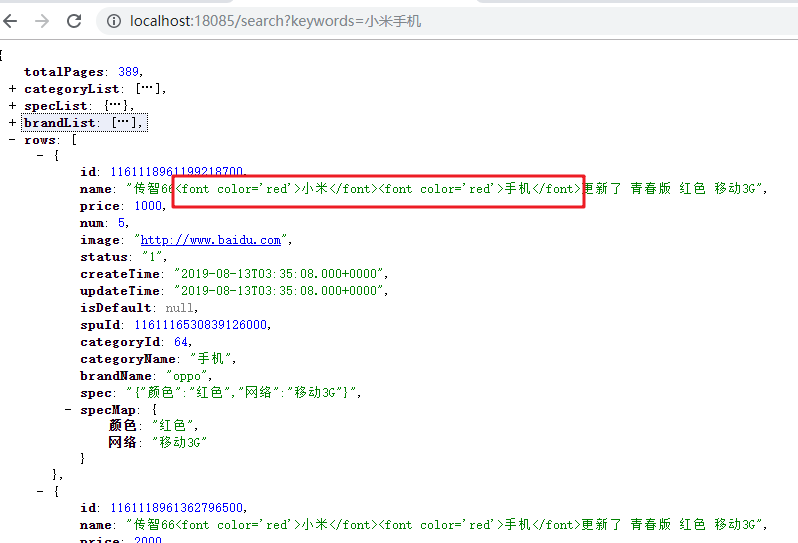 localhost:18085/search?keywords=小米手机
{
totalPages: 389,
+ categoryList: […],
+ specList: {…},
+ brandList: […],
- rows: [
- {
id: 1161118961199218700,
name: "传智66<font color='red'>小米</font><font color='red'>手机</font>更新了 青春版 红色 移动3G",
price: 1000,
num: 5,
image: "http://www.baidu.com",
status: "1",
createTime: "2019-08-13T03:35:08.000+0000",
updateTime: "2019-08-13T03:35:08.000+0000",
isDefault: null,
spuId: 1161116530839126000,
categoryId: 64,
categoryName: "手机",
brandName: "oppo",
spec: "{"颜色":"红色","网络":"移动3G"}",
- specMap: {
颜色: "红色",
网络: "移动3G"
}
},
- {
id: 1161118961362796500,
name: "传智66<font color='red'>小米</font><font color='red'>手机</font>更新了 青春版 红色 移动3G",
price: 2000,